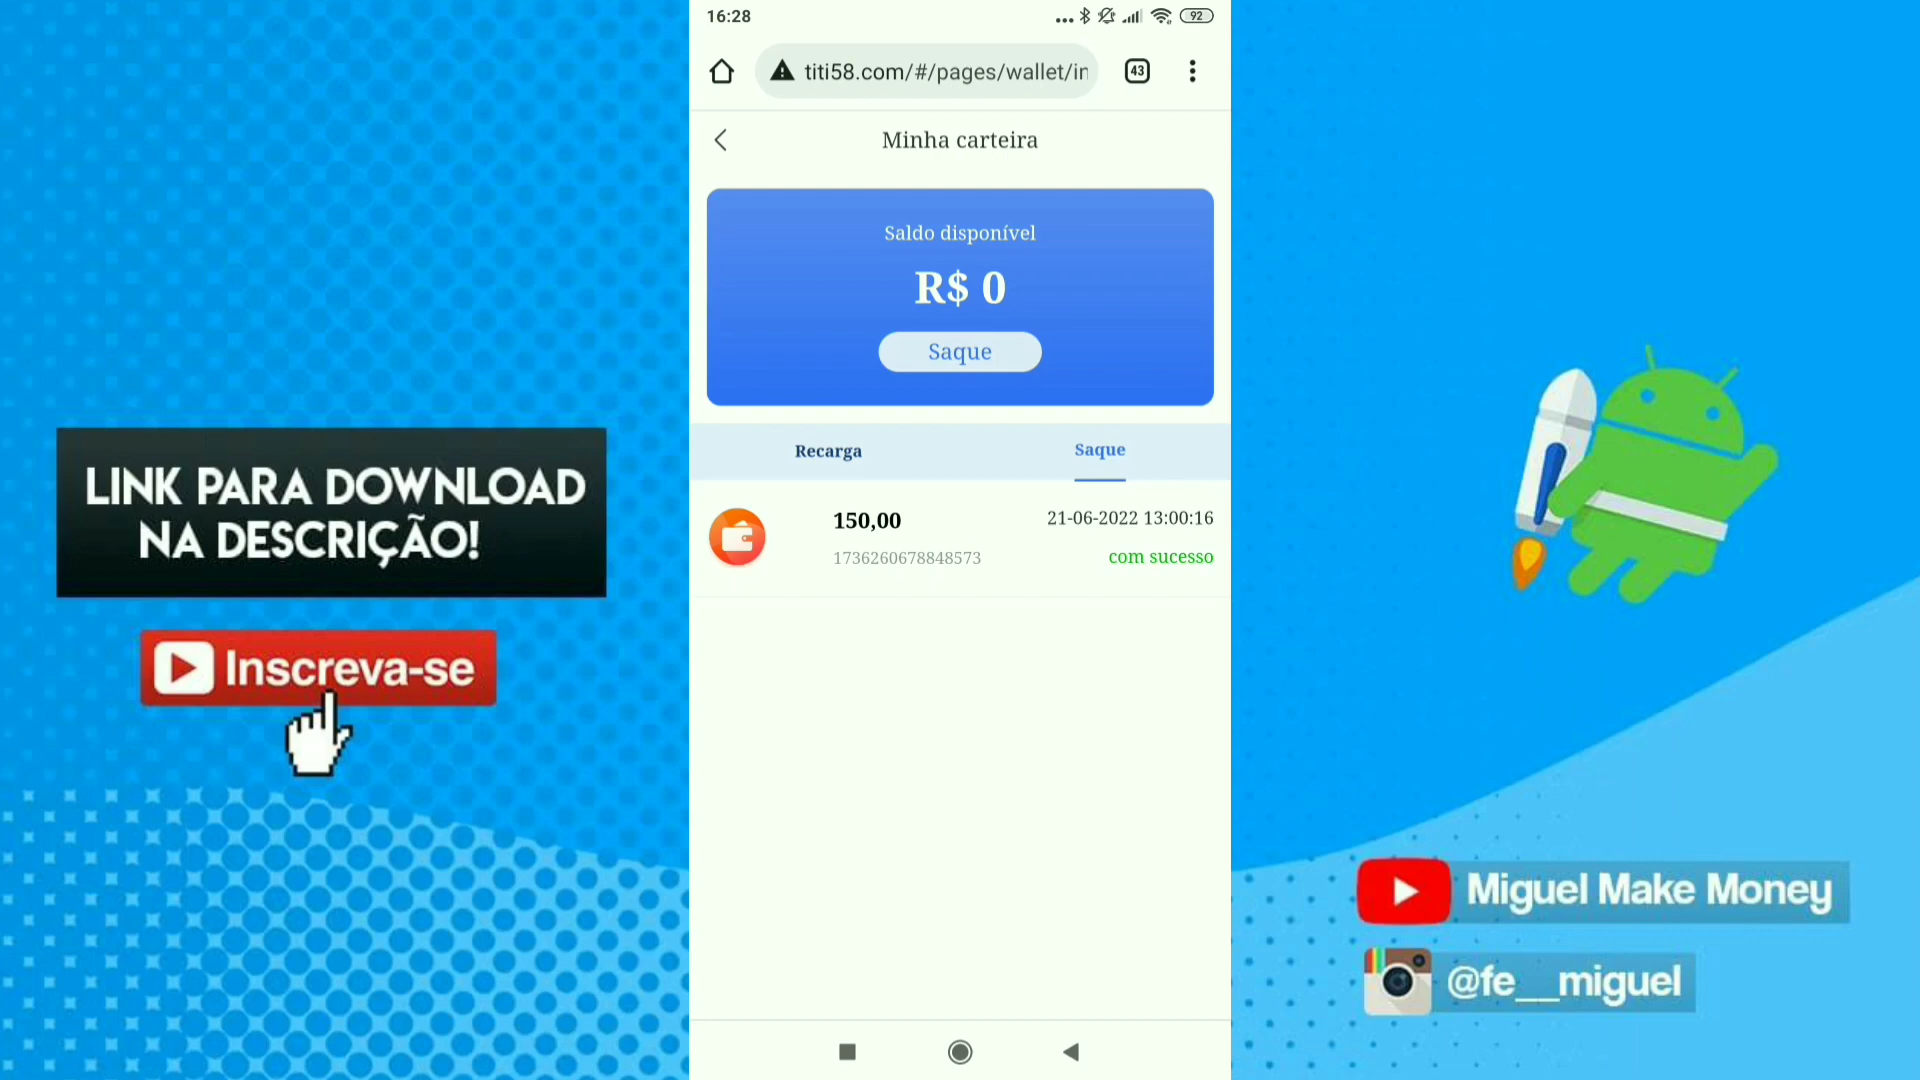 16:28
92
titi58.com/#/pages/wallet/in
43
Minha carteira
Saldo disponível
R$ 0
Saque
Recarga
Saque
150,00
21-06-2022 13:00:16
1736260678848573
com sucesso
LINK PARA DOWNLOAD
NA DESCRIÇÃO!
Inscreva-se
Miguel Make Money
@fe__miguel